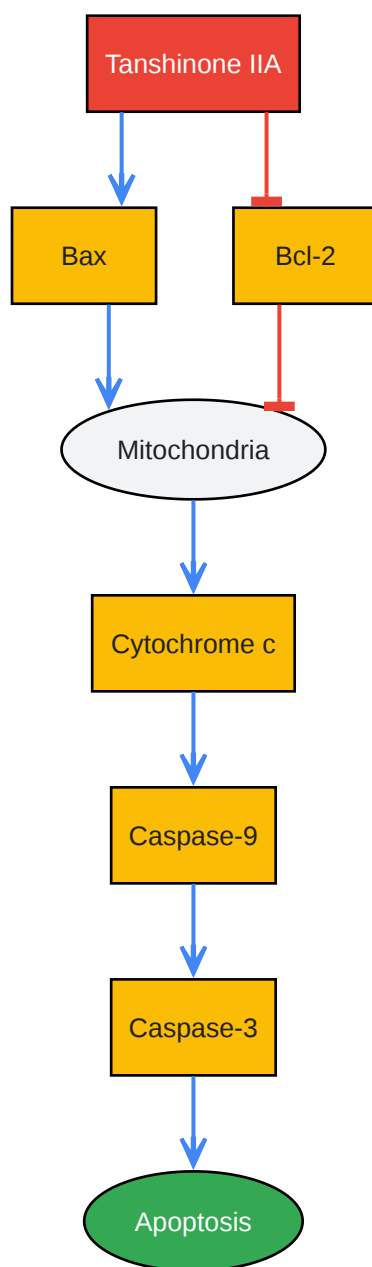 Tanshinone IIA
Bax
Bcl-2
Mitochondria
Cytochrome c
Caspase-9
Caspase-3
Apoptosis